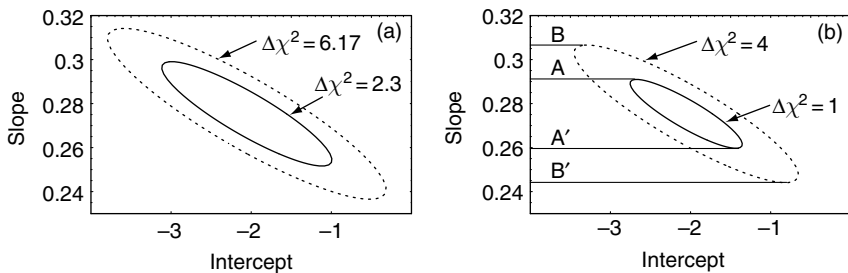 (a)
Δχ² = 6.17
Δχ² = 2.3
0.32
0.3
0.28
0.26
0.24
Slope
−3
−2
−1
Intercept
(b)
B
A
Δχ² = 4
Δχ² = 1
A′
B′
0.32
0.3
0.28
0.26
0.24
Slope
−3
−2
−1
Intercept